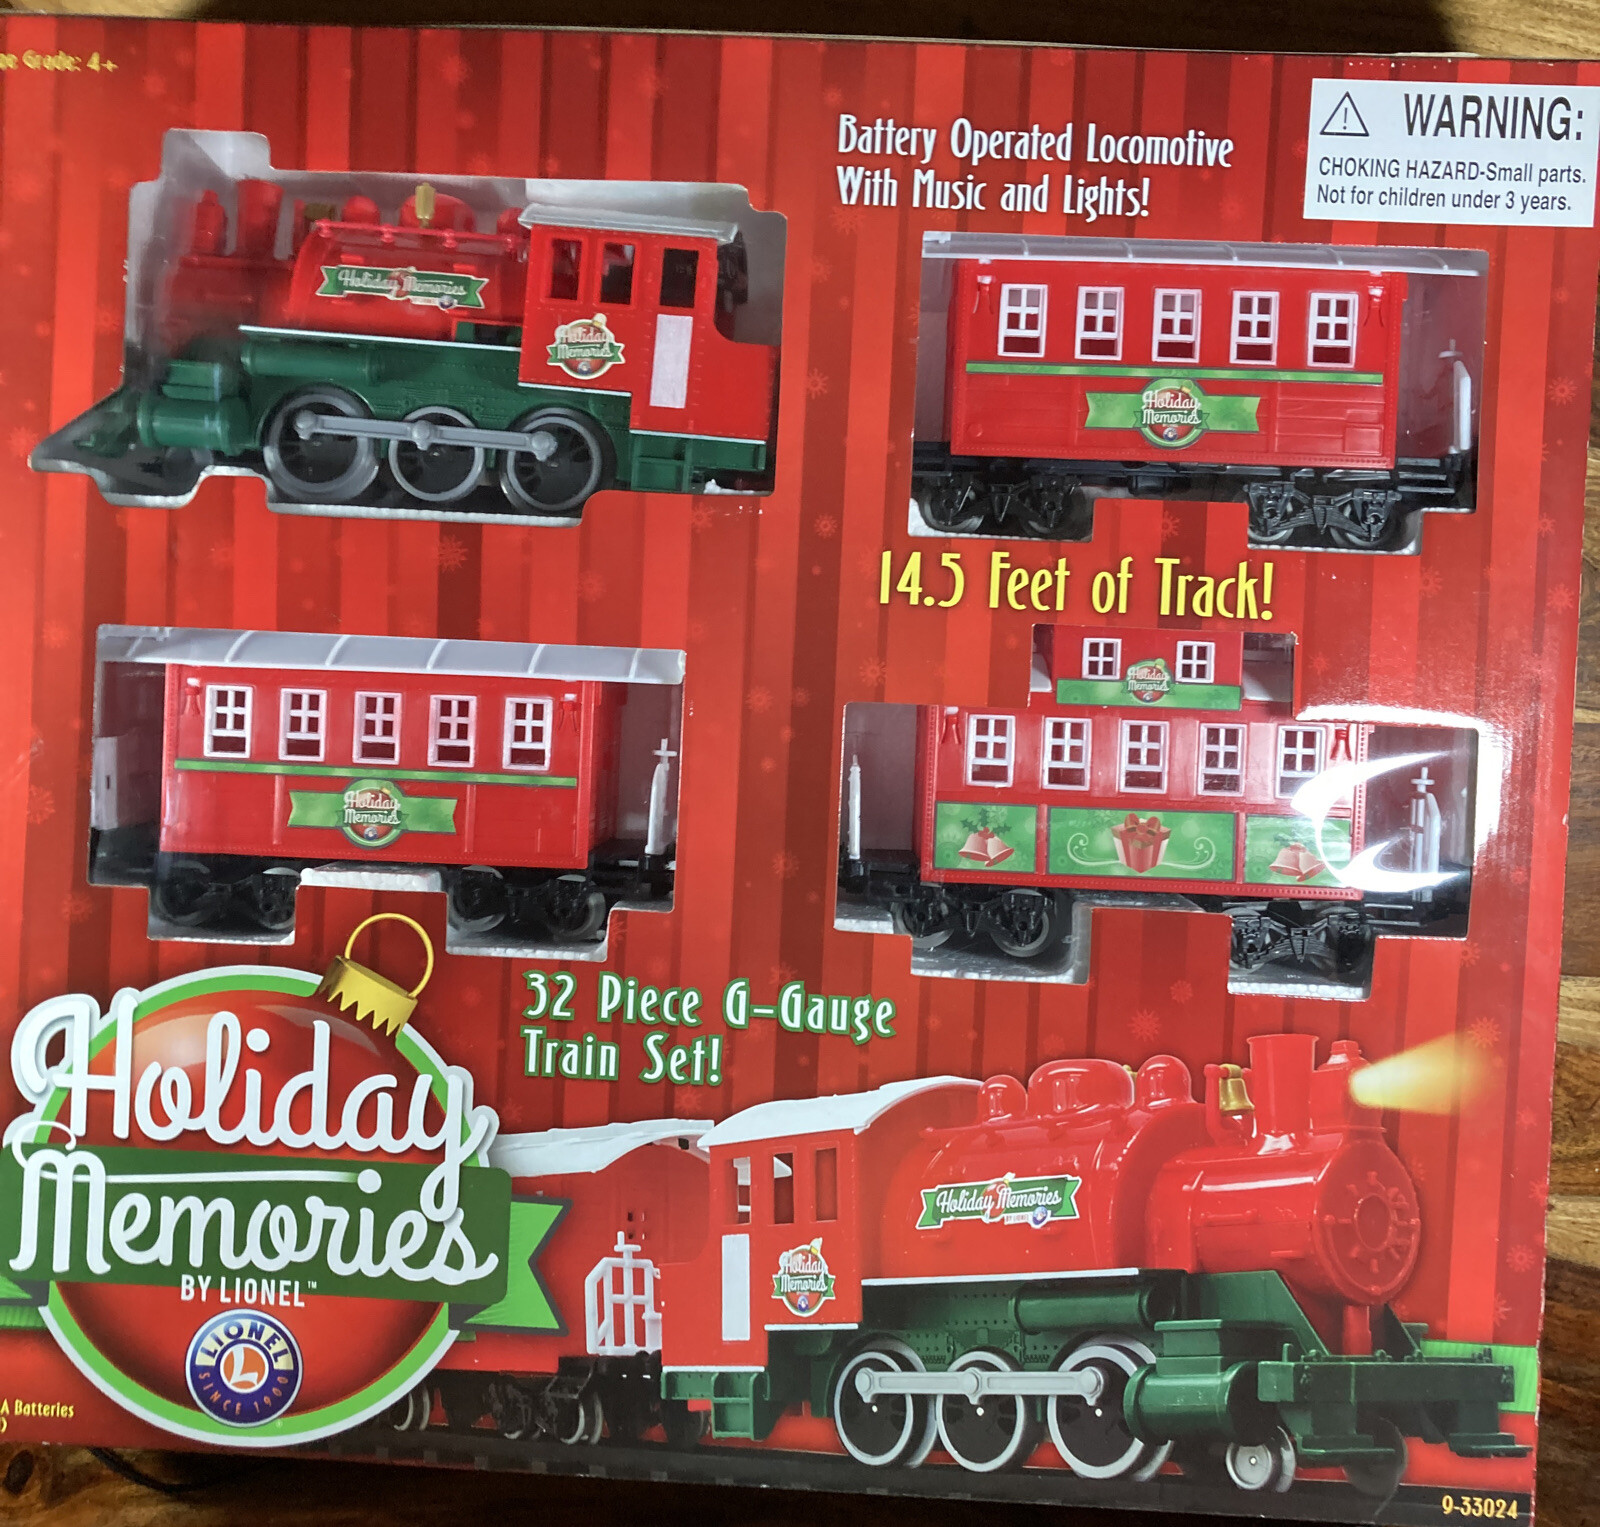 Grade: 4+
WARNING:
CHOKING HAZARD-Small parts.
Not for children under 3 years.
Battery Operated Locomotive
With Music and Lights!
Holiday Memories
Holiday
Memories
Holiday
Memories
14.5 Feet of Track!
Holiday
Memories
Holiday
Memories
32 Piece G-Gauge
Train Set!
Holiday
Memories
BY LIONEL™
LIONEL
L
SINCE 1900
Holiday Memories
BY LIONEL
Holiday
Memories
A Batteries
9-33024